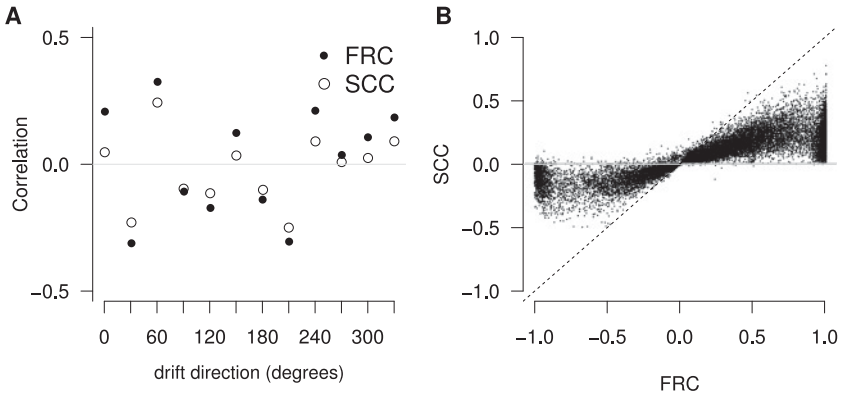 A
0.5
0.0
−0.5
Correlation
FRC
SCC
0 60 120 180 240 300
drift direction (degrees)
B
1.0
0.5
0.0
−0.5
−1.0
SCC
−1.0 −0.5 0.0 0.5 1.0
FRC